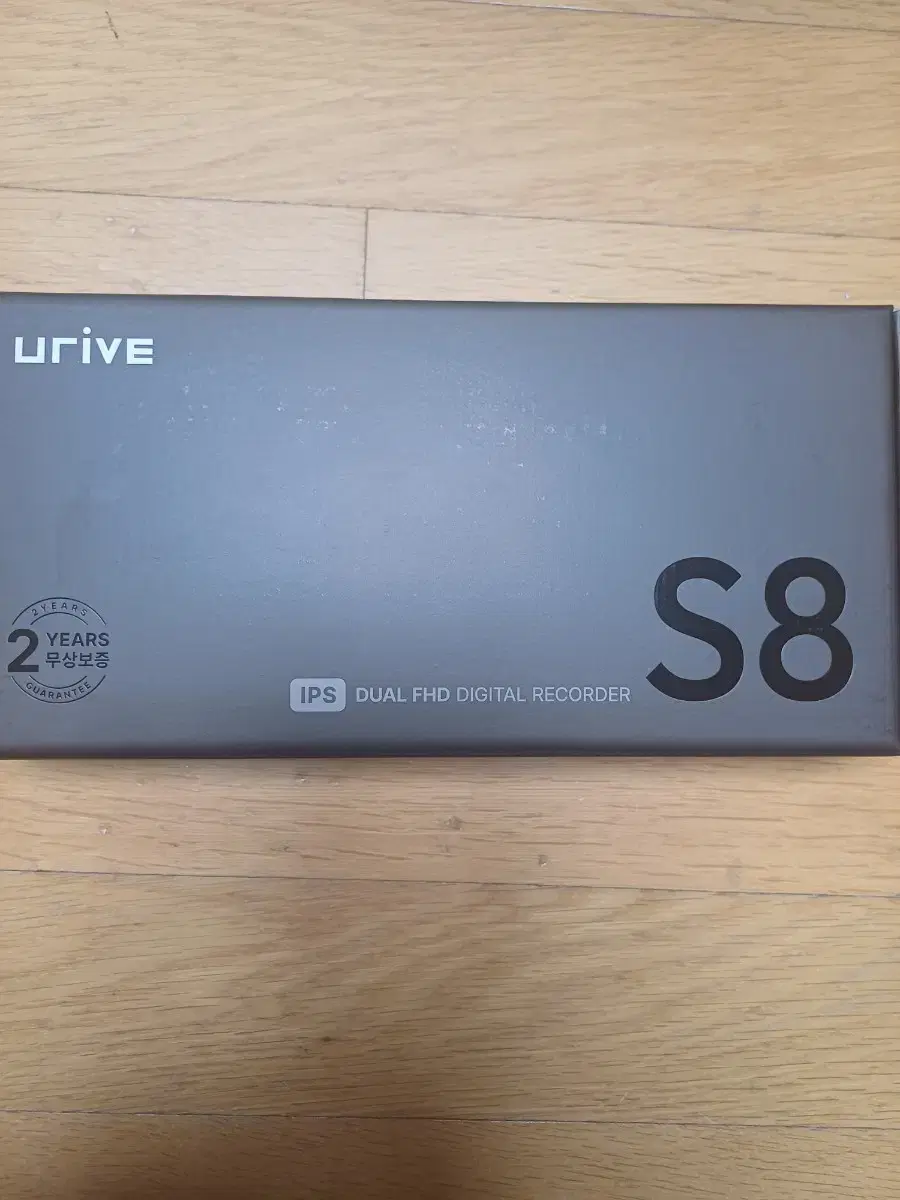 urive
2 YEARS
2 YEARS
무상보증
GUARANTEE
IPS DUAL FHD DIGITAL RECORDER
S8